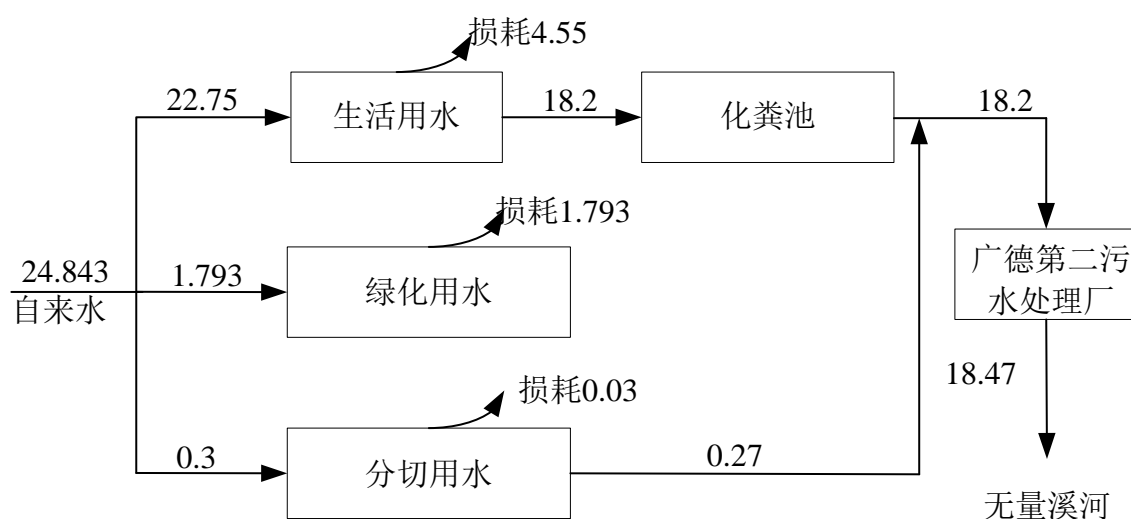 损耗4.55
22.75
生活用水
18.2
化粪池
18.2
损耗1.793
24.843
自来水
1.793
绿化用水
广德第二污
水处理厂
18.47
损耗0.03
0.3
分切用水
0.27
无量溪河